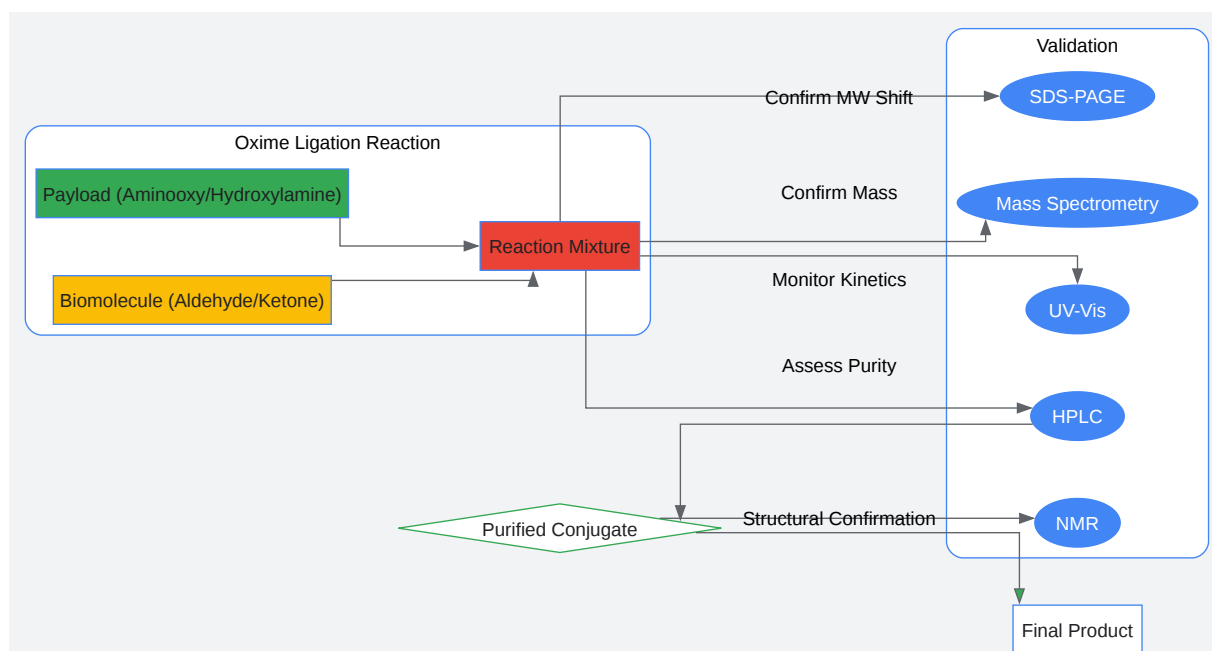 Validation
Confirm MW Shift
SDS-PAGE
Oxime Ligation Reaction
Payload (Aminooxy/Hydroxylamine)
Confirm Mass
Mass Spectrometry
Reaction Mixture
Monitor Kinetics
Biomolecule (Aldehyde/Ketone)
UV-Vis
Assess Purity
HPLC
Purified Conjugate
Structural Confirmation
NMR
Final Product